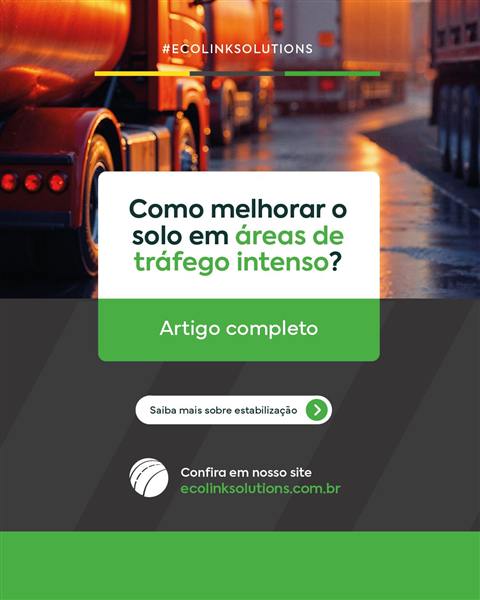 #ECOLINKSOLUTIONS
Como melhorar o
solo em áreas de
tráfego intenso?
Artigo completo
Saiba mais sobre estabilização
Confira em nosso site
ecolinksolutions.com.br